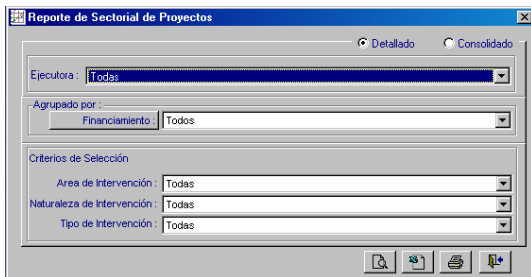 Reporte de Sectorial de Proyectos
Detallado Consolidado
Ejecutora : Todas
Agrupado por :
Financiamiento : Todos
Criterios de Selección
Area de Intervención : Todas
Naturaleza de Intervención : Todas
Tipo de Intervención : Todas